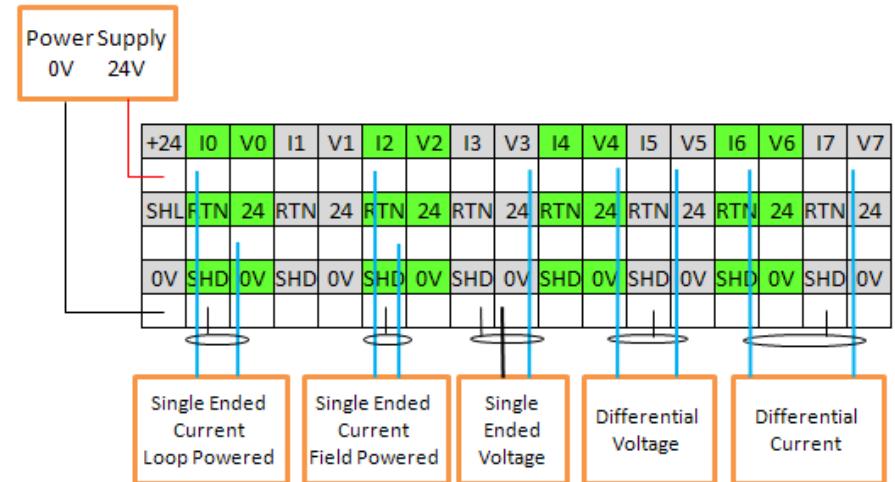 Power Supply
0V 24V
+24 I0 V0 I1 V1 I2 V2 I3 V3 I4 V4 I5 V5 I6 V6 I7 V7
SHL RTN 24 RTN 24 RTN 24 RTN 24 RTN 24 RTN 24 RTN 24 RTN 24
0V SHD 0V SHD 0V SHD 0V SHD 0V SHD 0V SHD 0V SHD 0V SHD 0V
Single Ended
Current
Loop Powered
Single Ended
Current
Field Powered
Single
Ended
Voltage
Differential
Voltage
Differential
Current